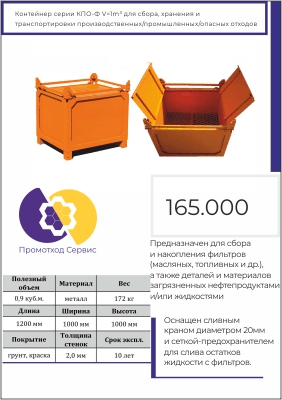 Контейнер серии КПО-Ф V=1м³ для сбора, хранения и
транспортировки производственных/промышленных/опасных отходов
165.000
Промотход Сервис
Предназначен для сбора
и накопления фильтров
(масляных, топливных и др.),
а также деталей и материалов
загрязненных нефтепродуктами
и/или жидкостями
Полезный объем Материал Вес
0,9 куб.м. металл 172 кг
Длина Ширина Высота
1200 мм 1000 мм 1000 мм
Покрытие Толщина стенок Срок экспл.
грунт, краска 2,0 мм 10 лет
Оснащен сливным
краном диаметром 20мм
и сеткой-предохранителем
для слива остатков
жидкости с фильтров.